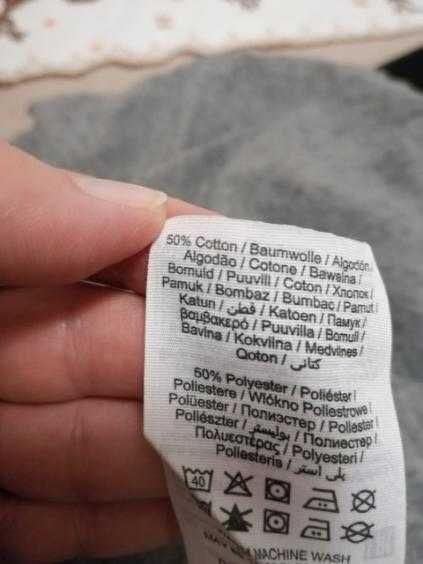 50% Cotton / Baumwolle / Algodón
Algodão / Cotone / Bawełna /
Bomuld / Puuvill / Coton / Хлопок /
Pamuk / Bombaz / Bumbac / Pamut /
Katun / قطن / Katoen / Памук /
Βαμβακερό / Puuvilla / Bomull /
Bavlna / Kokvilna / Medvilnes /
Qoton / کتانی
50% Polyester / Poliéster /
Poliestere / Włókno Poliestrowe /
Polüester / Полиэстер / Poliestar /
Poliészter / بوليستر / Полиестер /
Πολυεστέρας / Polyesteri /
Poliesteris / پلی استر
40
MACHINE WASH